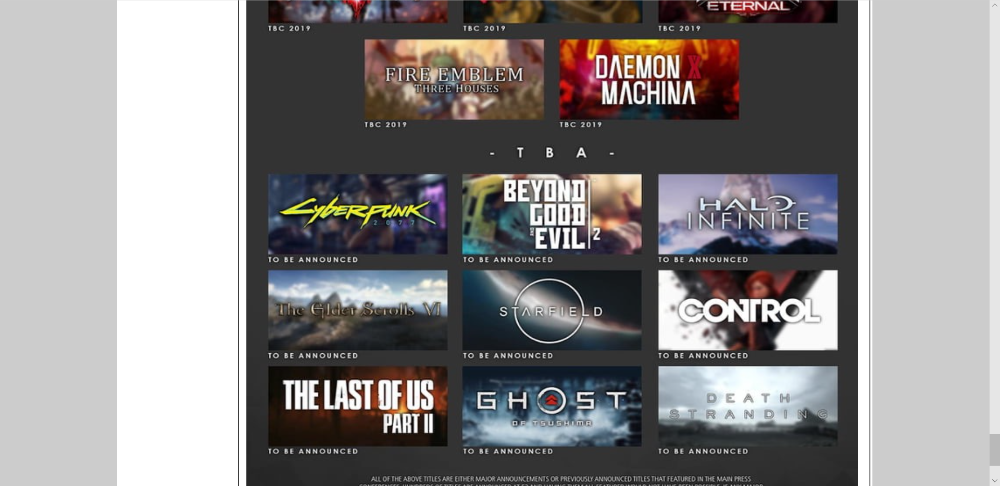 ETERNAL
TBC 2019
TBC 2019
TBC 2019
FIRE EMBLEM
THREE HOUSES
DAEMON X
MACHINA
TBC 2019
TBC 2019
- T B A -
CYBERPUNK
2077
BEYOND
GOOD
AND EVIL 2
HALO
INFINITE
TO BE ANNOUNCED
TO BE ANNOUNCED
TO BE ANNOUNCED
The Elder Scrolls VI
STARFIELD
CONTROL
TO BE ANNOUNCED
TO BE ANNOUNCED
TO BE ANNOUNCED
THE LAST OF US
PART II
GHOST
OF TSUSHIMA
DEATH
STRANDING
TO BE ANNOUNCED
TO BE ANNOUNCED
TO BE ANNOUNCED
ALL OF THE ABOVE TITLES ARE EITHER MAJOR ANNOUNCEMENTS OR PREVIOUSLY ANNOUNCED TITLES THAT FEATURED IN THE MAIN PRESS